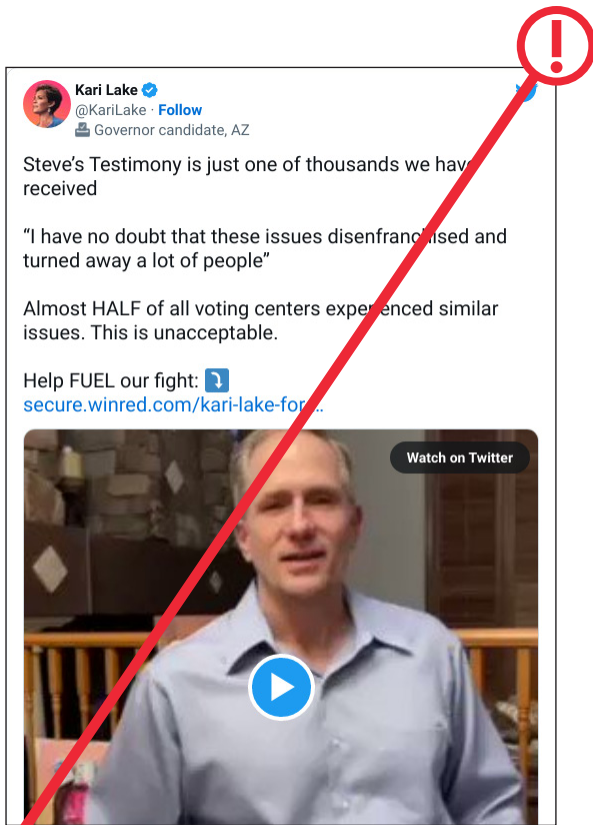 Kari Lake
@KariLake · Follow
Governor candidate, AZ
Steve’s Testimony is just one of thousands we have
received
“I have no doubt that these issues disenfranchised and
turned away a lot of people”
Almost HALF of all voting centers experienced similar
issues. This is unacceptable.
Help FUEL our fight: ⤵️
secure.winred.com/kari-lake-for-…
Watch on Twitter